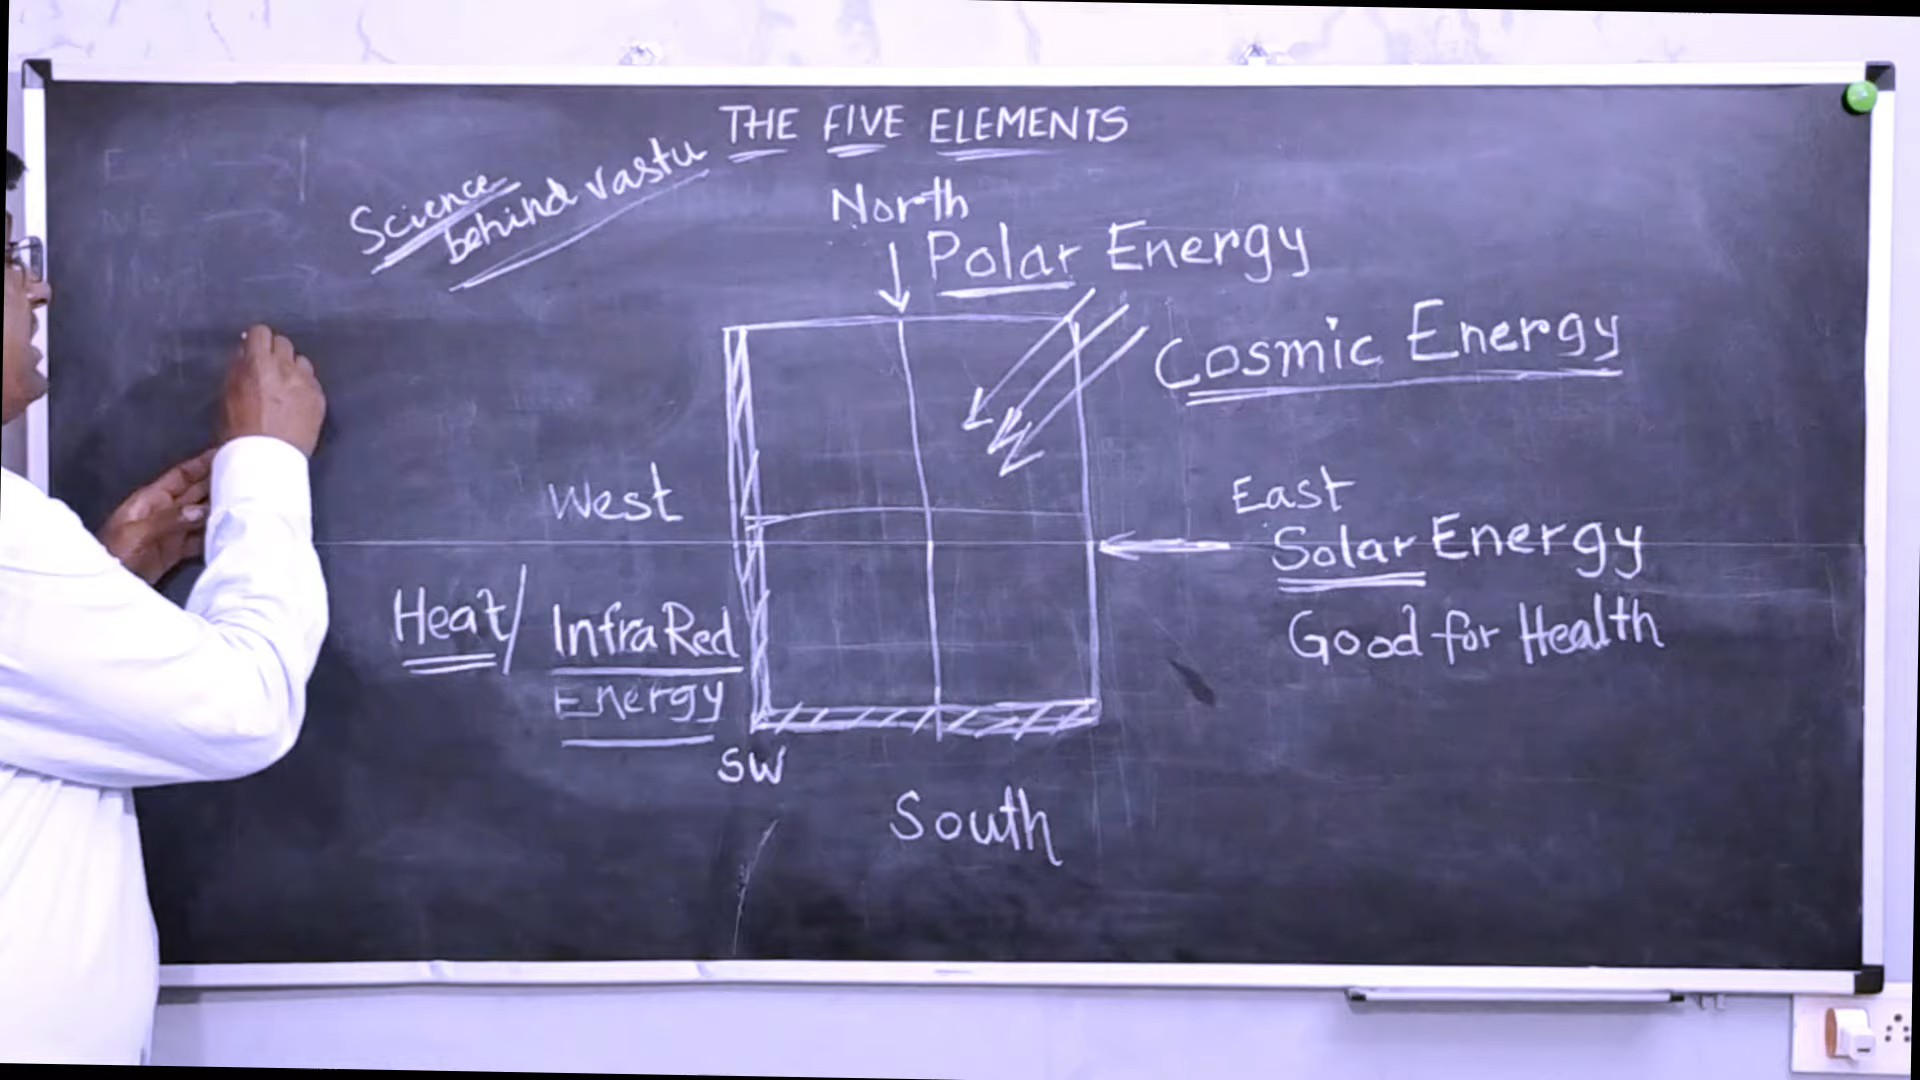 THE FIVE ELEMENTS
Science
behind vastu
North
Polar Energy
Cosmic Energy
West
East
Solar Energy
Good for Health
Heat/ InfraRed
Energy
SW
South